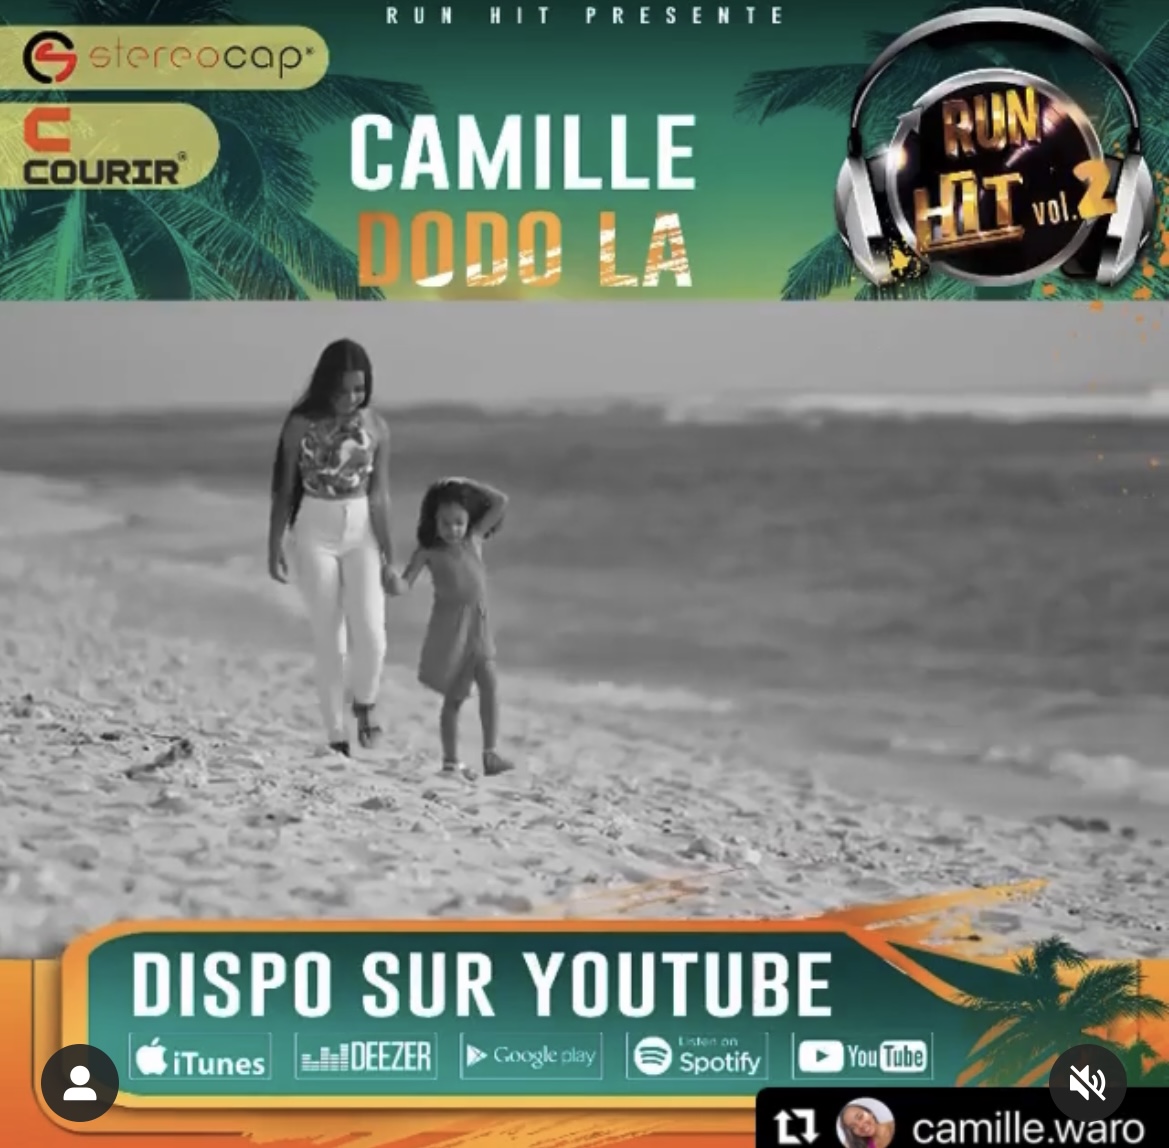 RUN HIT PRESENTE
stereocap
COURIR®
CAMILLE
DODO LA
RUN
HIT vol.2
DISPO SUR YOUTUBE
iTunes
DEEZER
Google play
Listen on
Spotify
YouTube
camille.waro